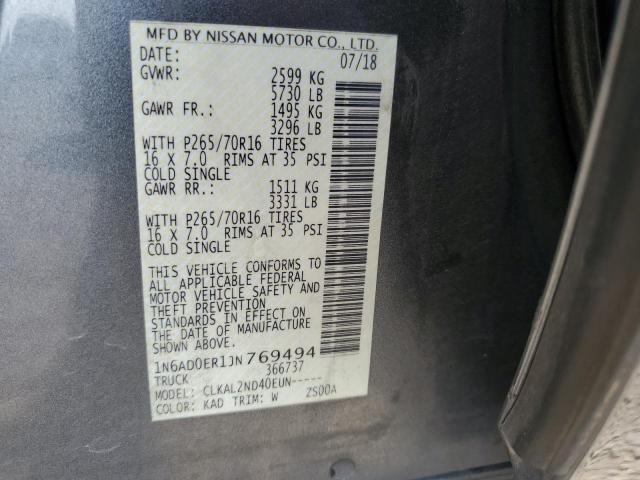 MFD BY NISSAN MOTOR CO., LTD.
DATE: 07/18
GVWR: 2599 KG
5730 LB
GAWR FR.: 1495 KG
3296 LB
WITH P265/70R16 TIRES
16 X 7.0 RIMS AT 35 PSI
COLD SINGLE
GAWR RR.: 1511 KG
3331 LB
WITH P265/70R16 TIRES
16 X 7.0 RIMS AT 35 PSI
COLD SINGLE
THIS VEHICLE CONFORMS TO
ALL APPLICABLE FEDERAL
MOTOR VEHICLE SAFETY AND
THEFT PREVENTION
STANDARDS IN EFFECT ON
THE DATE OF MANUFACTURE
SHOWN ABOVE.
1N6AD0ER1JN769494
TRUCK 366737
MODEL: CLKAL2ND40EUN-----
COLOR: KAD TRIM: W ZS00A